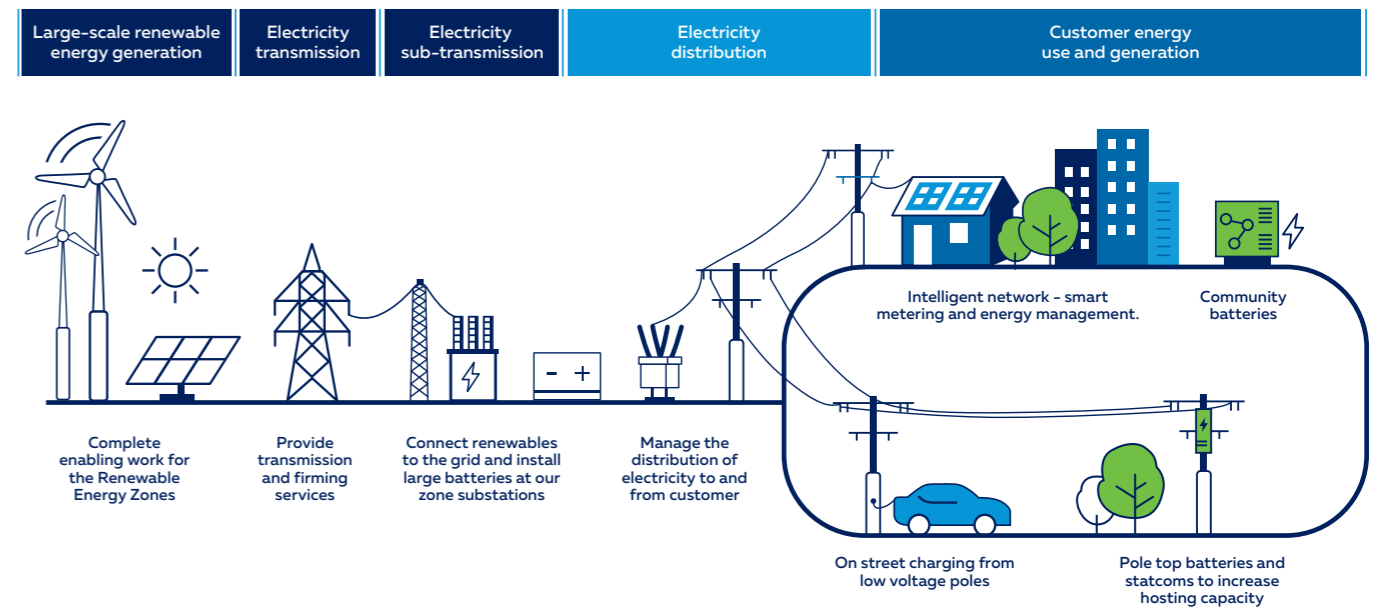 Large-scale renewable
energy generation
Electricity
transmission
Electricity
sub-transmission
Electricity
distribution
Customer energy
use and generation
Intelligent network - smart
metering and energy management.
Community
batteries
- +
Complete
enabling work for
the Renewable
Energy Zones
Provide
transmission
and firming
services
Connect renewables
to the grid and install
large batteries at our
zone substations
Manage the
distribution of
electricity to and
from customer
On street charging from
low voltage poles
Pole top batteries and
statcoms to increase
hosting capacity